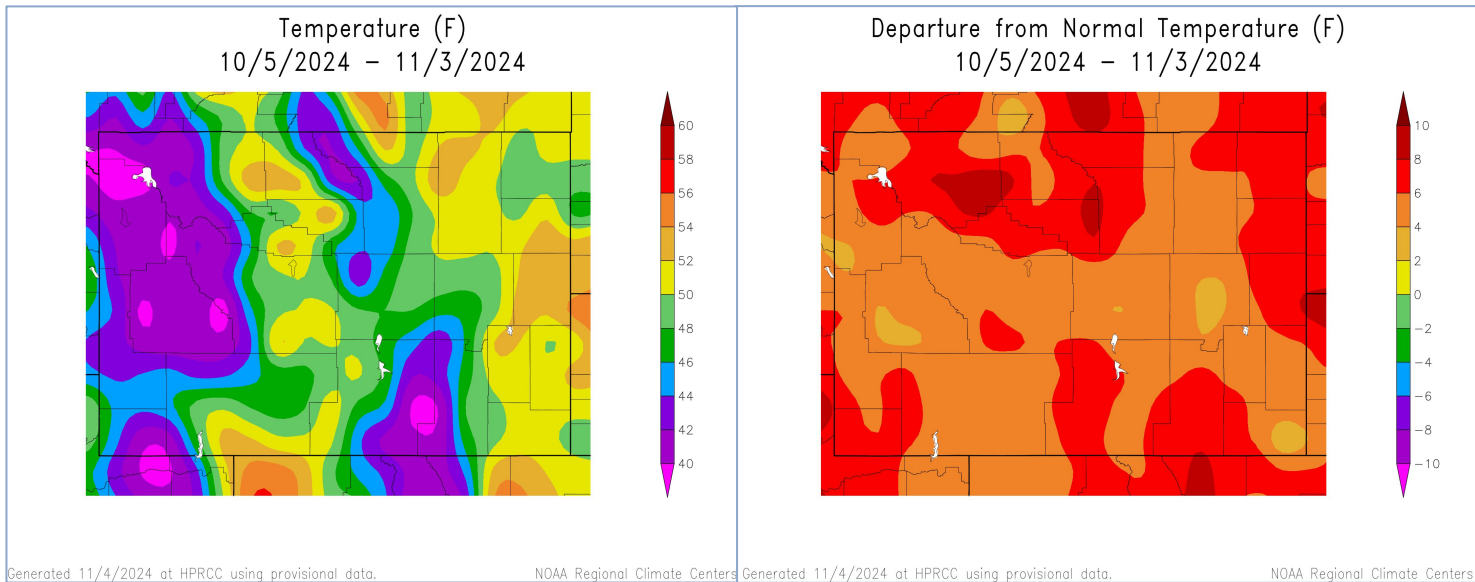 Temperature (F)
10/5/2024 – 11/3/2024
60
58
56
54
52
50
48
46
44
42
40
Generated 11/4/2024 at HPRCC using provisional data.
NOAA Regional Climate Centers
Departure from Normal Temperature (F)
10/5/2024 – 11/3/2024
10
8
6
4
2
0
−2
−4
−6
−8
−10
Generated 11/4/2024 at HPRCC using provisional data.
NOAA Regional Climate Centers